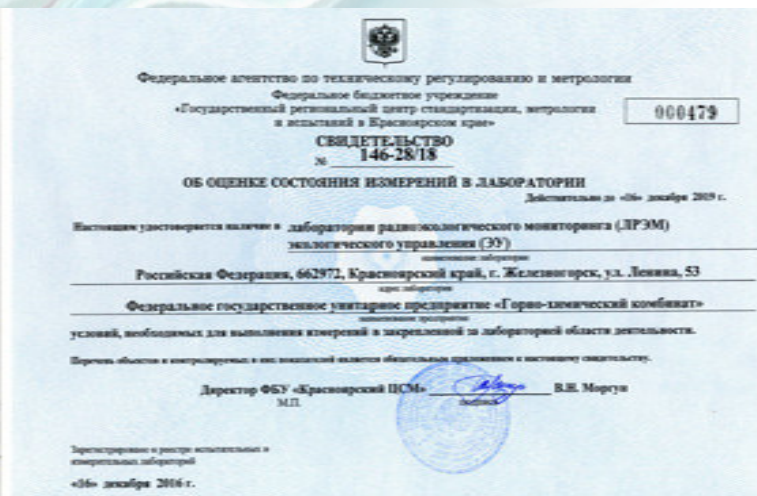 Федеральное агентство по техническому регулированию и метрологии
Федеральное бюджетное учреждение
«Государственный региональный центр стандартизации, метрологии
и испытаний в Красноярском крае»
000479
СВИДЕТЕЛЬСТВО
№ 146-28/18
ОБ ОЦЕНКЕ СОСТОЯНИЯ ИЗМЕРЕНИЙ В ЛАБОРАТОРИИ
Действительно до «16» декабря 2019 г.
Настоящим удостоверяется наличие в лаборатории радиоэкологического мониторинга (ЛРЭМ)
экологического управления (ЭУ)
наименование лаборатории
Российская Федерация, 662972, Красноярский край, г. Железногорск, ул. Ленина, 53
адрес лаборатории
Федеральное государственное унитарное предприятие «Горно-химический комбинат»
наименование предприятия
условий, необходимых для выполнения измерений в закрепленной за лабораторией области деятельности.
Перечень объектов и контролируемых в них показателей является обязательным приложением к настоящему свидетельству.
Директор ФБУ «Красноярский ЦСМ» В.Н. Моргун
М.П. подпись
Зарегистрировано в реестре испытательных и
измерительных лабораторий
«16» декабря 2016 г.